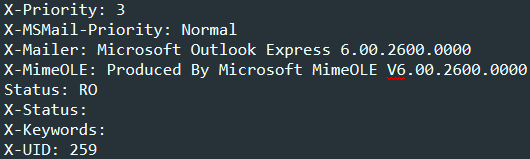 X-Priority: 3
X-MSMail-Priority: Normal
X-Mailer: Microsoft Outlook Express 6.00.2600.0000
X-MimeOLE: Produced By Microsoft MimeOLE V6.00.2600.0000
Status: RO
X-Status:
X-Keywords:
X-UID: 259